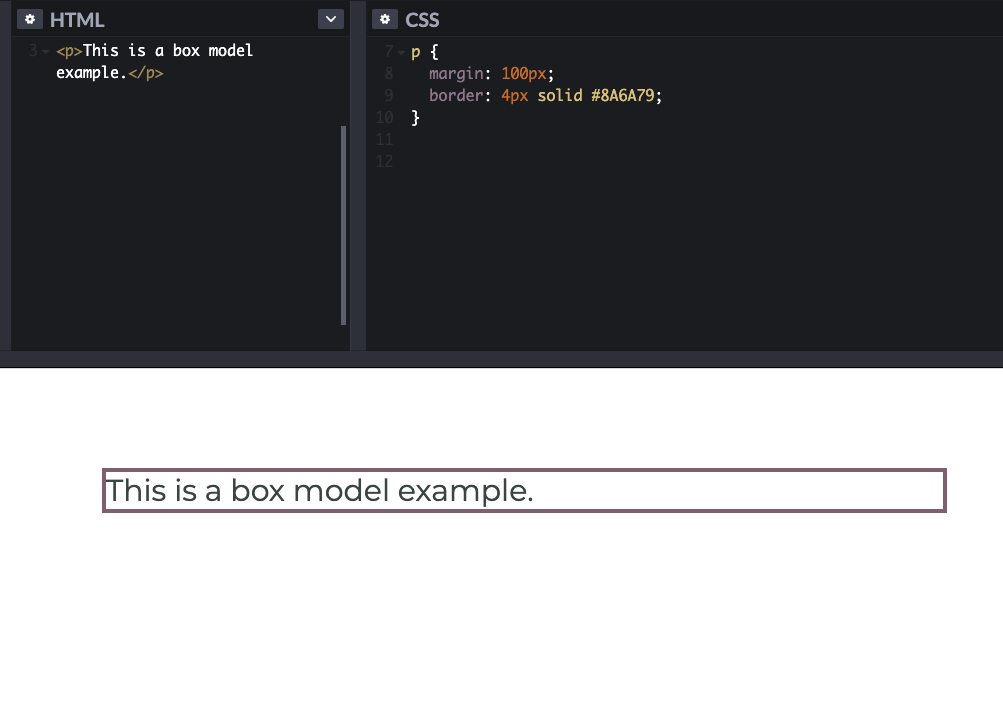 HTML
3 <p>This is a box model
example.</p>
CSS
7 p {
8 margin: 100px;
9 border: 4px solid #8A6A79;
10 }
11
12
This is a box model example.